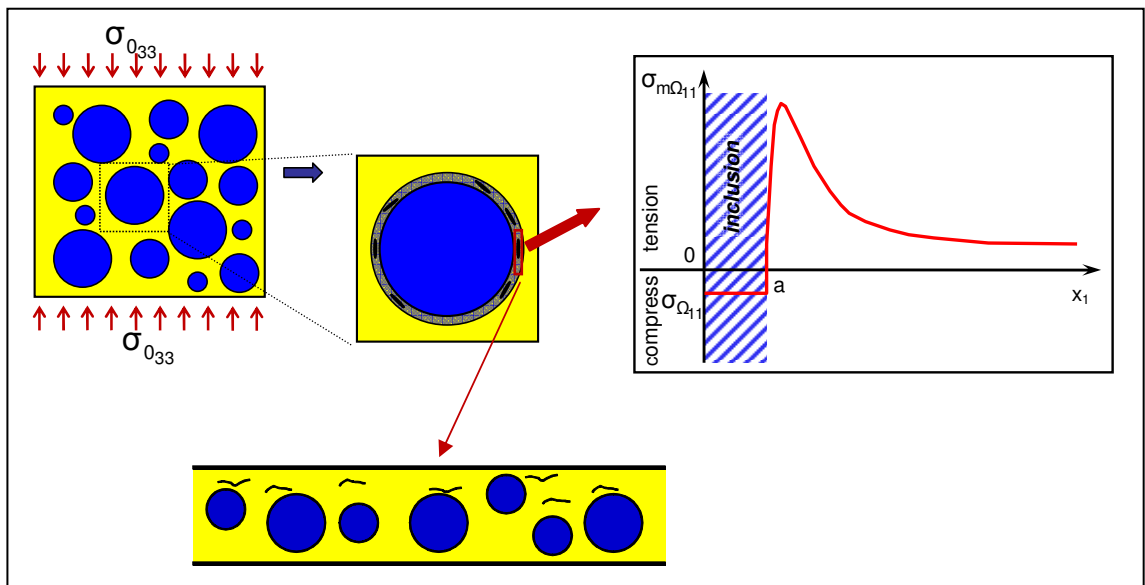 σ₀₃₃
σ₀₃₃
σmΩ₁₁
tension
0
compress
σΩ₁₁
inclusion
a
x₁